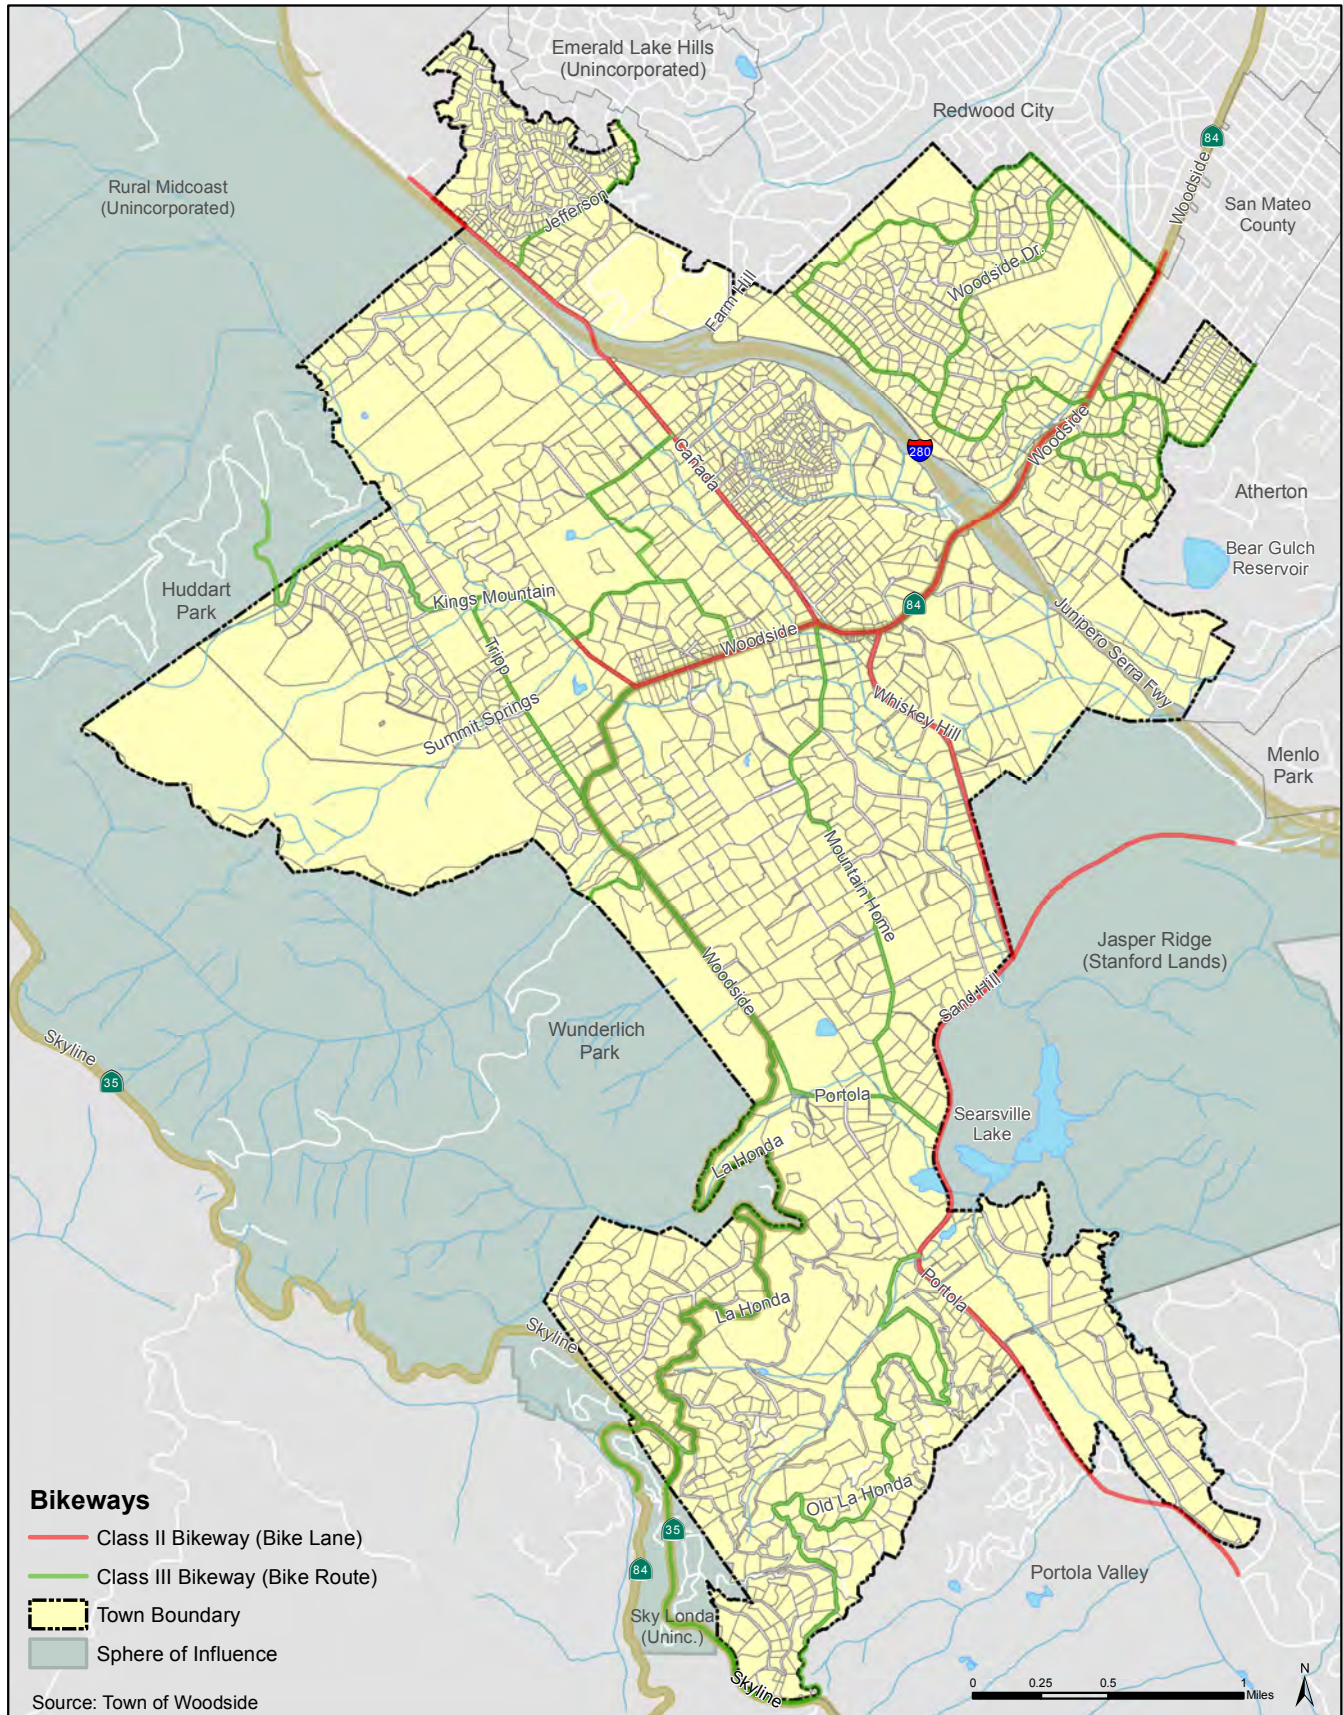 Emerald Lake Hills
(Unincorporated)
Redwood City
84
Woodside
Rural Midcoast
(Unincorporated)
San Mateo
County
Jefferson
Woodside Dr.
Farm Hill
Cañada
Woodside
280
Atherton
Bear Gulch
Reservoir
Huddart
Park
Kings Mountain
84
Junipero Serra Fwy
Woodside
Tripp
Whiskey Hill
Summit Springs
Menlo
Park
Mountain Home
Jasper Ridge
(Stanford Lands)
Woodside
Sand Hill
Wunderlich
Park
Skyline
35
Portola
Searsville
Lake
La Honda
Portola
La Honda
Skyline
Old La Honda
35
84
Portola Valley
Sky Londa
(Uninc.)
Skyline
Bikeways
Class II Bikeway (Bike Lane)
Class III Bikeway (Bike Route)
Town Boundary
Sphere of Influence
Source: Town of Woodside
0 0.25 0.5 1
Miles
N